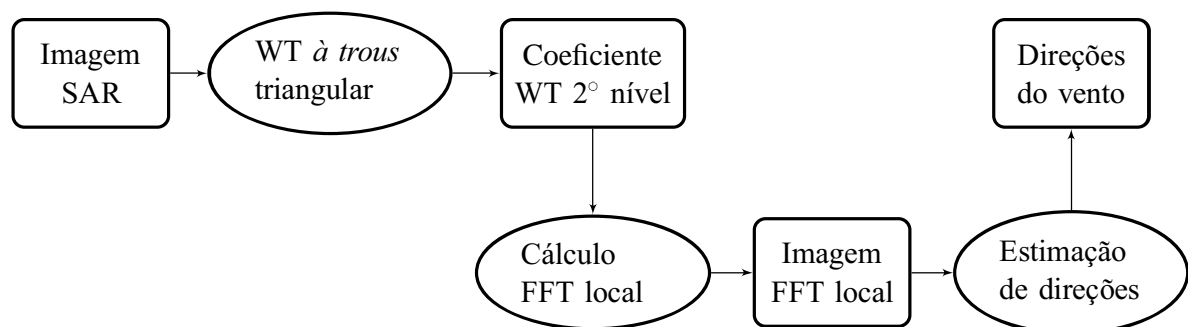 Imagem
SAR
WT à trous
triangular
Coeficiente
WT 2° nível
Direções
do vento
Cálculo
FFT local
Imagem
FFT local
Estimação
de direções